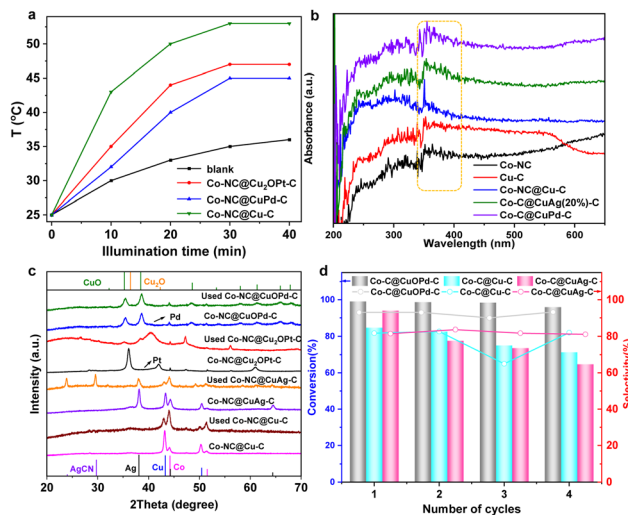 a
T (°C)
55
50
45
40
35
30
25
blank
Co-NC@Cu₂OPt-C
Co-NC@CuPd-C
Co-NC@Cu-C
0 10 20 30 40
Illumination time (min)
b
Absorbance (a.u.)
Co-NC
Cu-C
Co-NC@Cu-C
Co-C@CuAg(20%)-C
Co-C@CuPd-C
200 300 400 500 600
Wavelength (nm)
c
Intensity (a.u.)
CuO Cu₂O
Used Co-NC@CuOPd-C
Pd Co-NC@CuOPd-C
Used Co-NC@Cu₂OPt-C
Pt Co-NC@Cu₂OPt-C
Used Co-NC@CuAg-C
Co-NC@CuAg-C
Used Co-NC@Cu-C
Co-NC@Cu-C
AgCN Ag Cu Co
20 30 40 50 60 70
2Theta (degree)
d
Co-C@CuOPd-C Co-C@Cu-C Co-C@CuAg-C
Co-C@CuOPd-C Co-C@Cu-C Co-C@CuAg-C
Conversion(%)
100
80
60
40
20
0
Selectivity(%)
100
80
60
40
20
0
1 2 3 4
Number of cycles